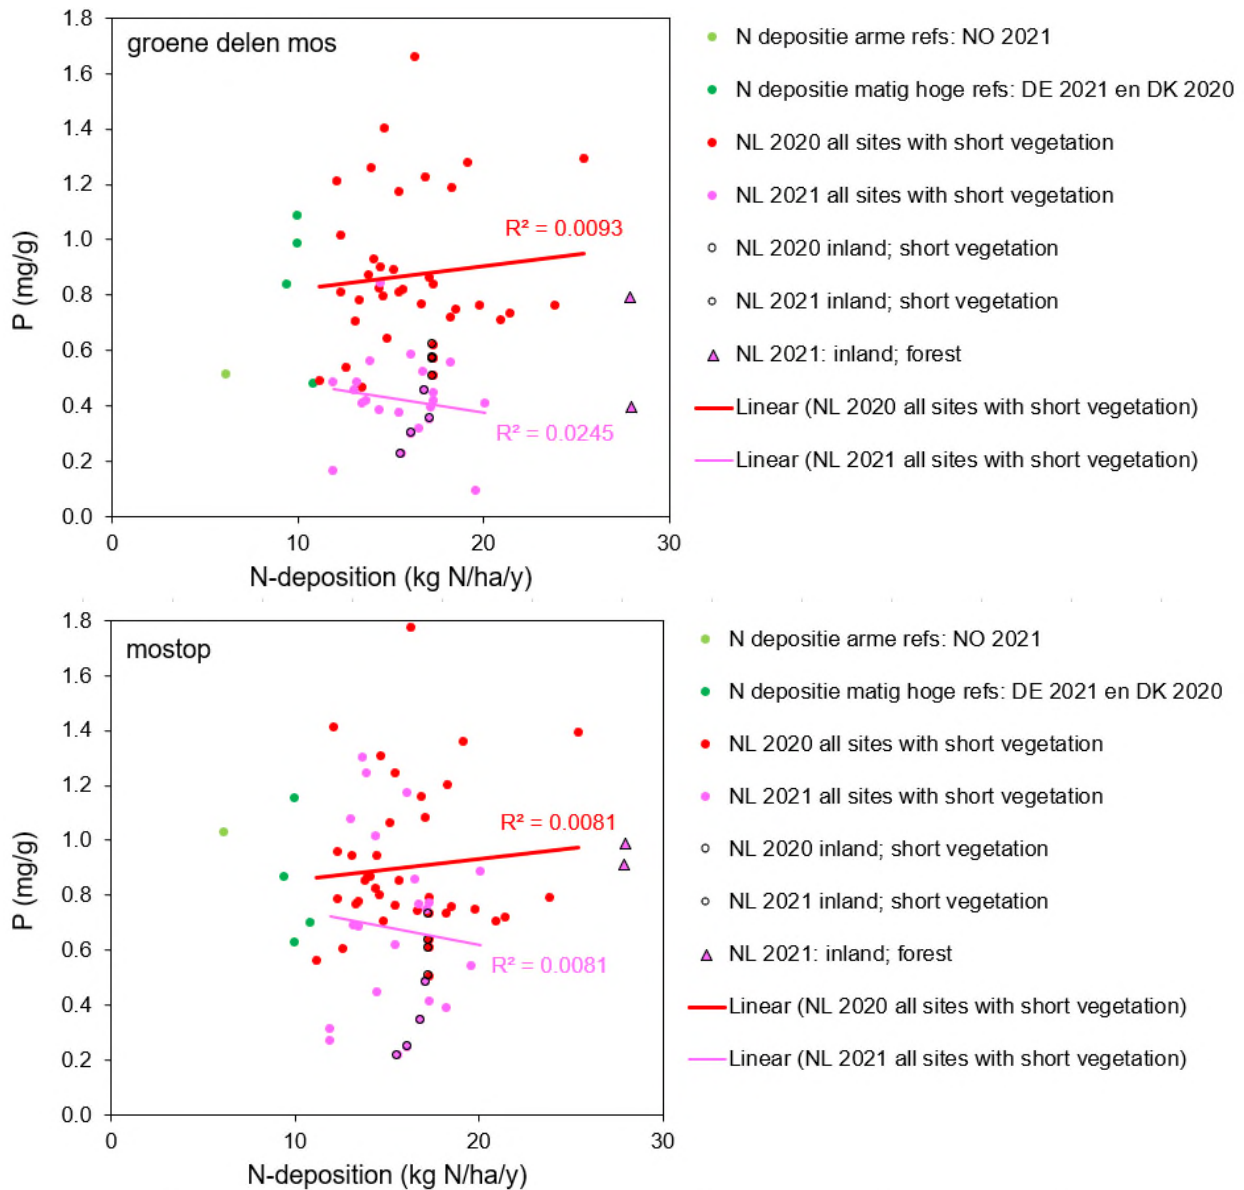 groene delen mos
1.8
1.6
1.4
1.2
1.0
0.8
0.6
0.4
0.2
0.0
P (mg/g)
R² = 0.0093
R² = 0.0245
0 10 20 30
N-deposition (kg N/ha/y)
N depositie arme refs: NO 2021
N depositie matig hoge refs: DE 2021 en DK 2020
NL 2020 all sites with short vegetation
NL 2021 all sites with short vegetation
NL 2020 inland; short vegetation
NL 2021 inland; short vegetation
NL 2021: inland; forest
Linear (NL 2020 all sites with short vegetation)
Linear (NL 2021 all sites with short vegetation)
mostop
1.8
1.6
1.4
1.2
1.0
0.8
0.6
0.4
0.2
0.0
P (mg/g)
R² = 0.0081
R² = 0.0081
0 10 20 30
N-deposition (kg N/ha/y)
N depositie arme refs: NO 2021
N depositie matig hoge refs: DE 2021 en DK 2020
NL 2020 all sites with short vegetation
NL 2021 all sites with short vegetation
NL 2020 inland; short vegetation
NL 2021 inland; short vegetation
NL 2021: inland; forest
Linear (NL 2020 all sites with short vegetation)
Linear (NL 2021 all sites with short vegetation)